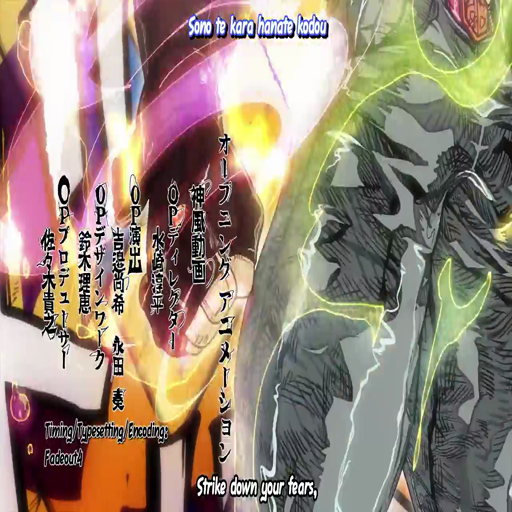 Sono te kara hanate kodou
オープニングアニメーション
神風動画
OPディレクター
水崎淳平
OP演出
吉邉尚希 永田 奏
OPデザインワーク
鈴木理恵
OPプロデューサー
佐々木貴之
Timing/Typesetting/Encoding:
Fadeout4
Strike down your fears,